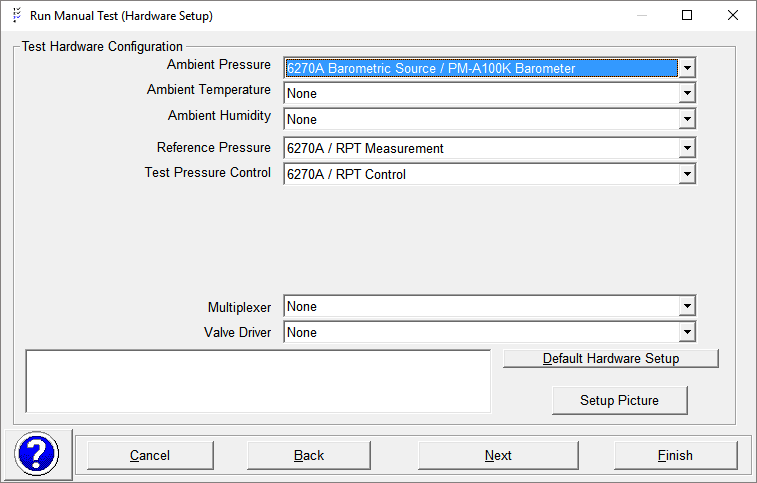 Run Manual Test (Hardware Setup)
Test Hardware Configuration
Ambient Pressure 6270A Barometric Source / PM-A100K Barometer
Ambient Temperature None
Ambient Humidity None
Reference Pressure 6270A / RPT Measurement
Test Pressure Control 6270A / RPT Control
Multiplexer None
Valve Driver None
Default Hardware Setup
Setup Picture
? Cancel Back Next Finish